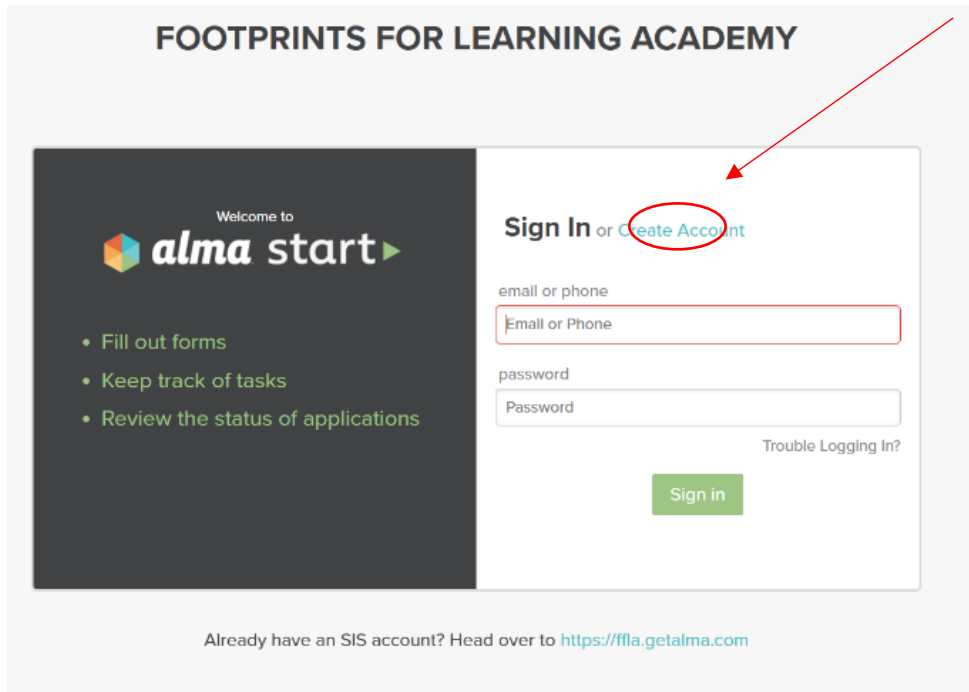 FOOTPRINTS FOR LEARNING ACADEMY
Welcome to
alma start
• Fill out forms
• Keep track of tasks
• Review the status of applications
Sign In or Create Account
email or phone
Email or Phone
password
Password
Trouble Logging In?
Sign in
Already have an SIS account? Head over to https://ffla.getalma.com